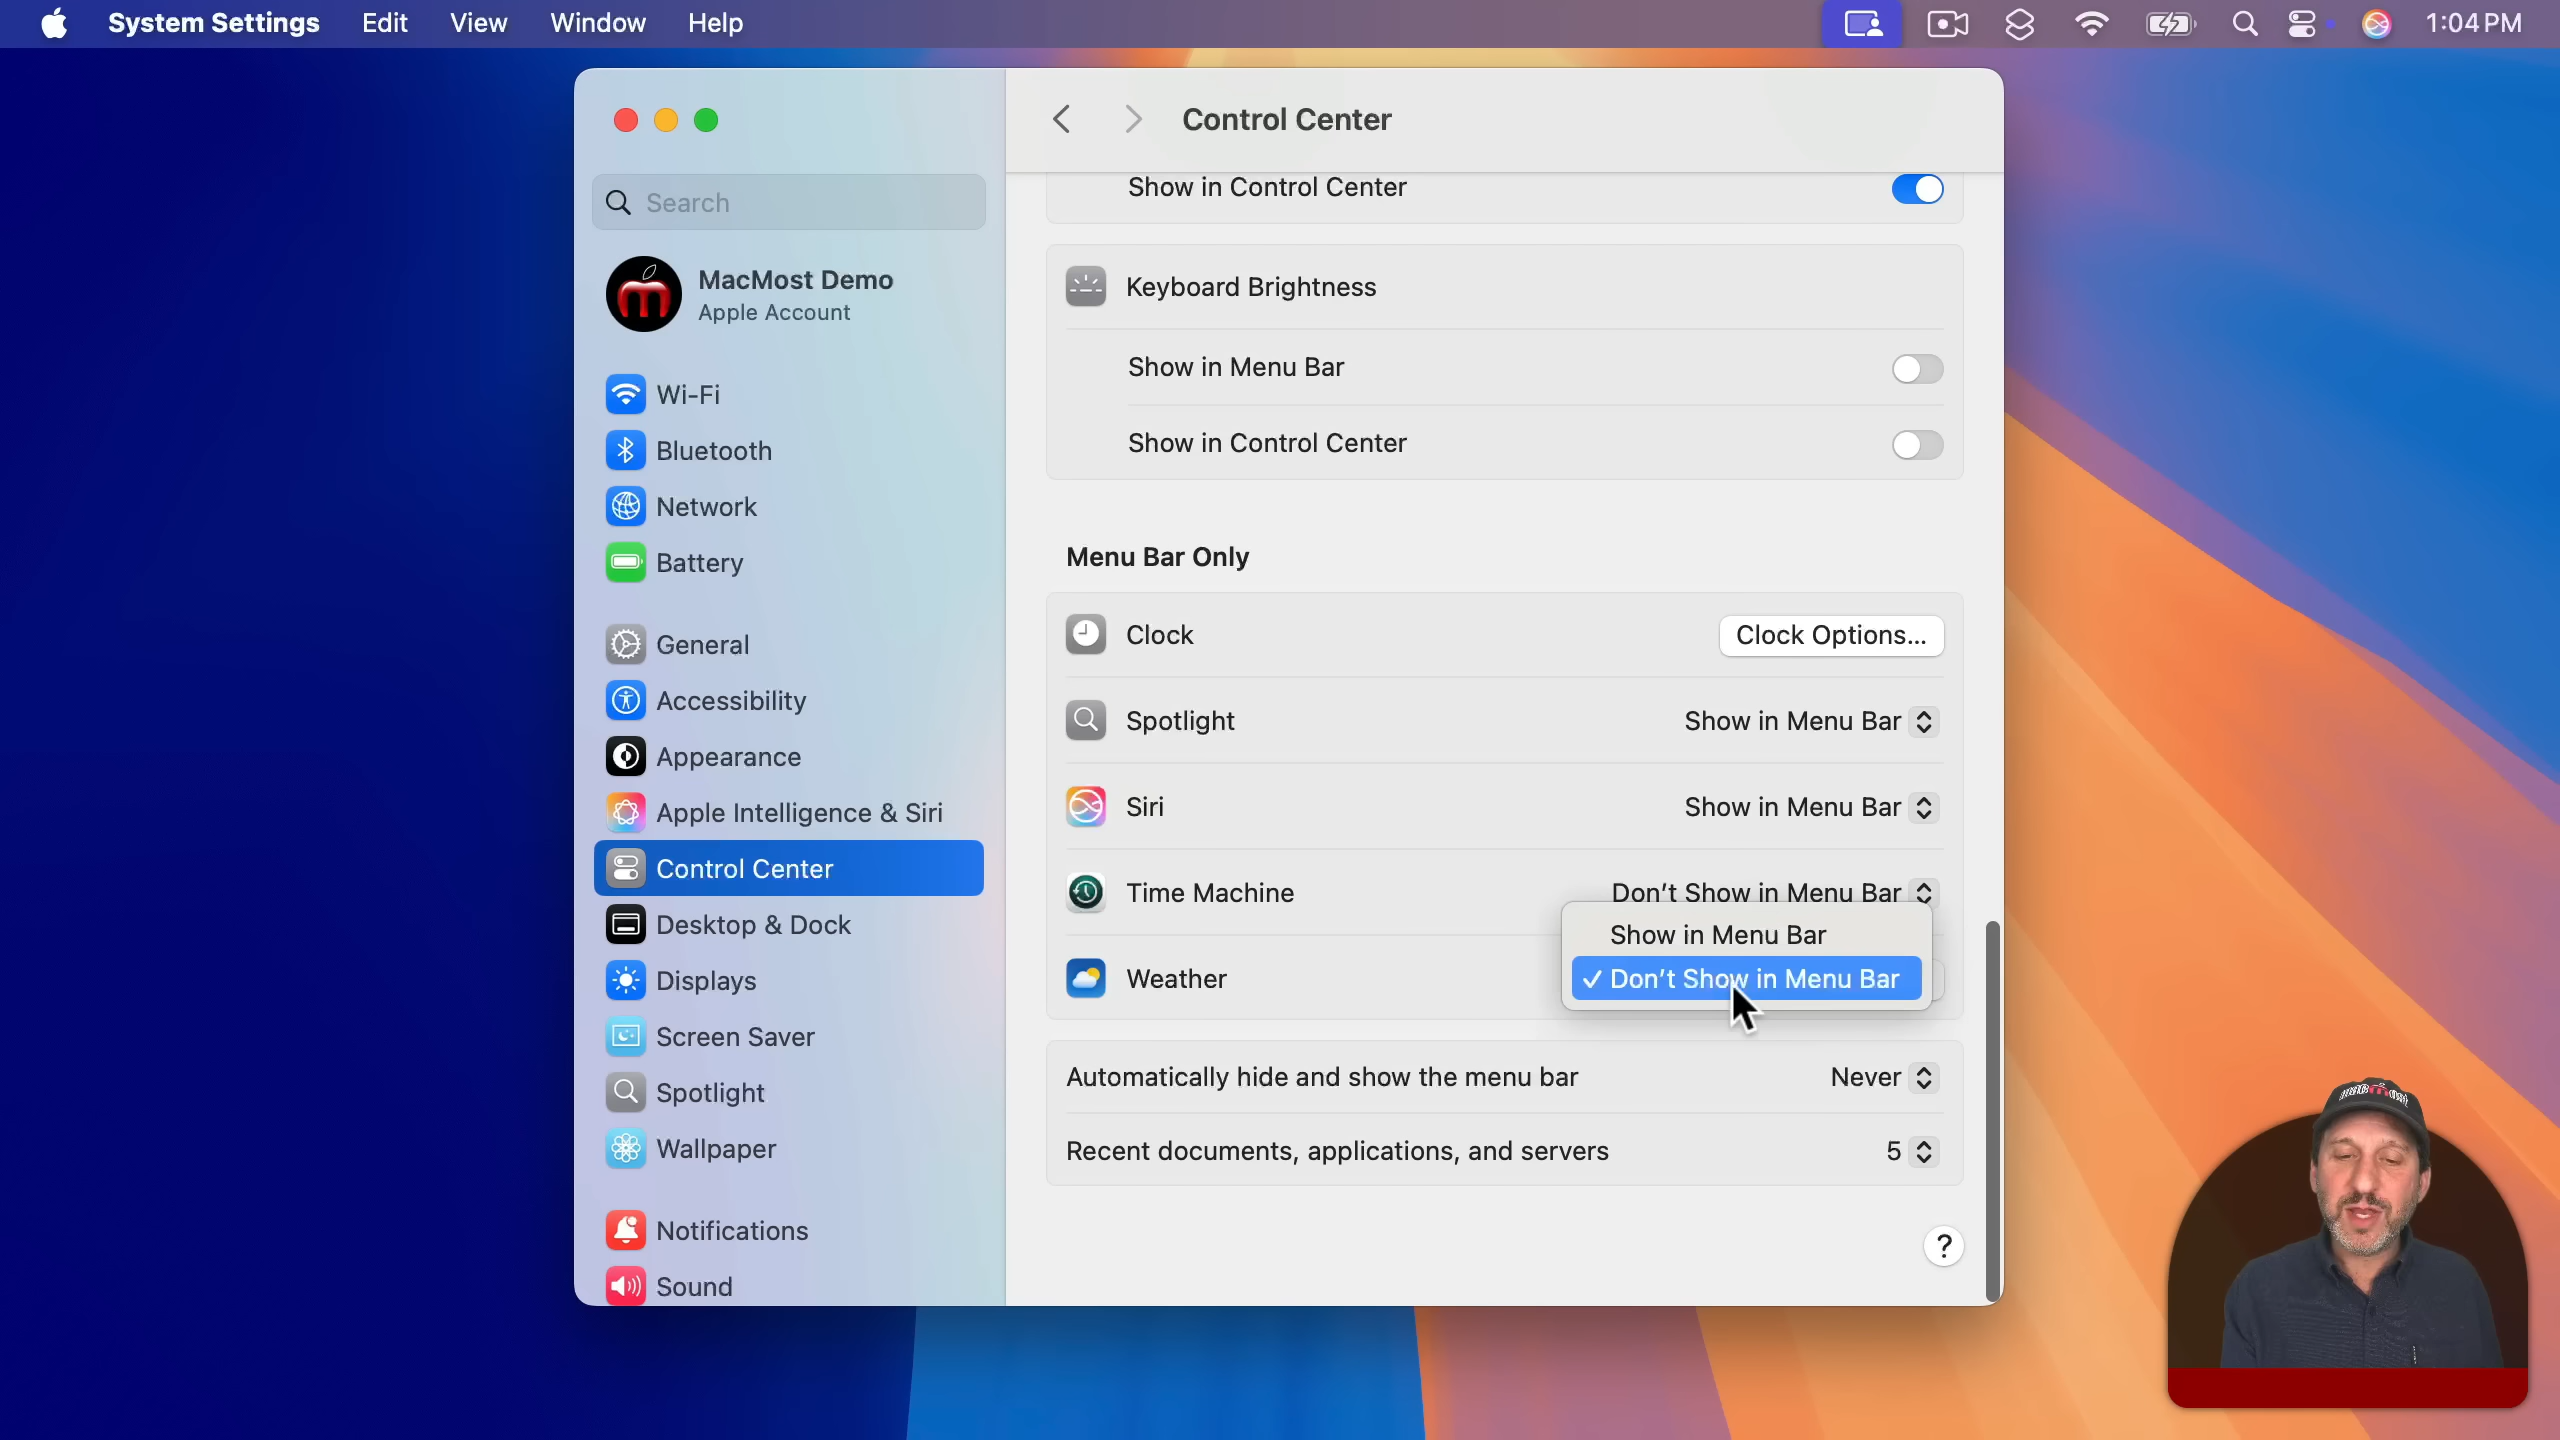 System Settings Edit View Window Help 1:04 PM
Control Center
Search
MacMost Demo
Apple Account
Wi-Fi
Bluetooth
Network
Battery
General
Accessibility
Appearance
Apple Intelligence & Siri
Control Center
Desktop & Dock
Displays
Screen Saver
Spotlight
Wallpaper
Notifications
Sound
Show in Control Center
Keyboard Brightness
Show in Menu Bar
Show in Control Center
Menu Bar Only
Clock Clock Options...
Spotlight Show in Menu Bar
Siri Show in Menu Bar
Time Machine Don't Show in Menu Bar
Show in Menu Bar
Weather ✓ Don't Show in Menu Bar
Automatically hide and show the menu bar Never
Recent documents, applications, and servers 5
?